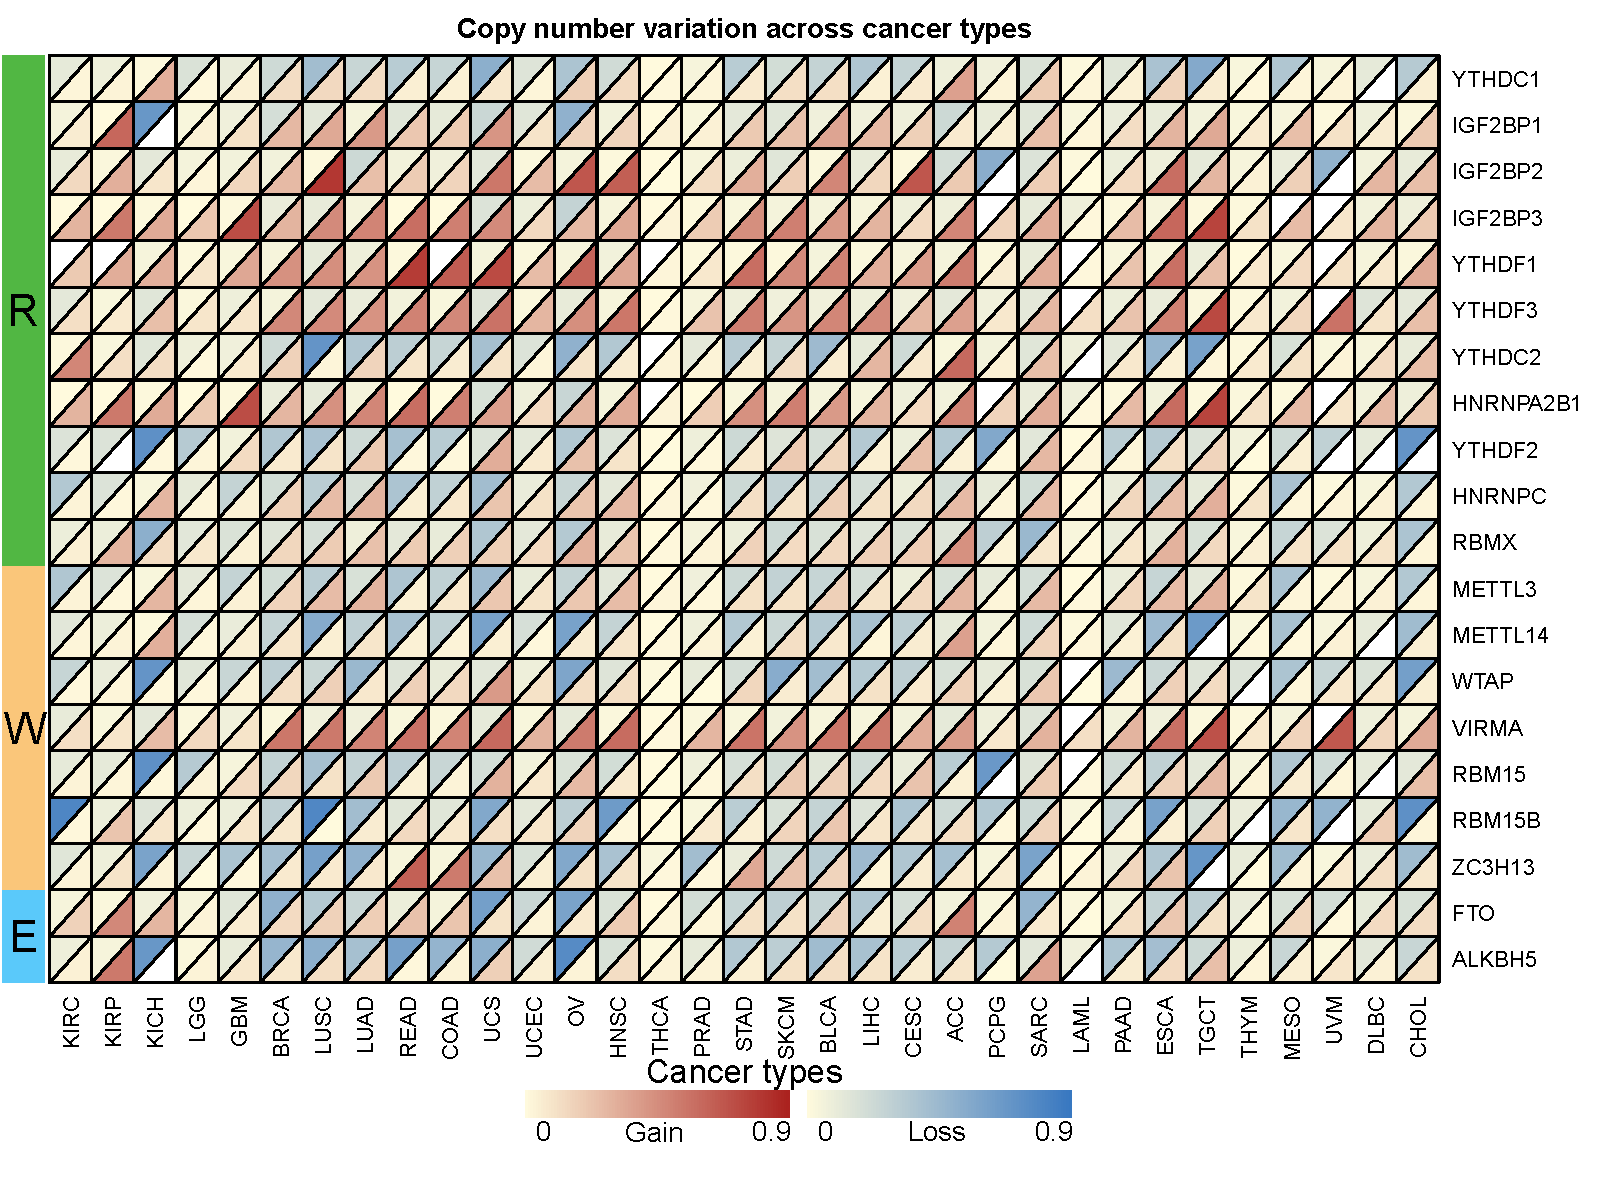 Copy number variation across cancer types
YTHDC1
IGF2BP1
IGF2BP2
IGF2BP3
YTHDF1
R
YTHDF3
YTHDC2
HNRNPA2B1
YTHDF2
HNRNPC
RBMX
METTL3
METTL14
WTAP
W
VIRMA
RBM15
RBM15B
ZC3H13
FTO
E
ALKBH5
KIRC
KIRP
KICH
LGG
GBM
BRCA
LUSC
LUAD
READ
COAD
UCS
UCEC
OV
HNSC
THCA
PRAD
STAD
SKCM
BLCA
LIHC
CESC
ACC
PCPG
SARC
LAML
PAAD
ESCA
TGCT
THYM
MESO
UVM
DLBC
CHOL
Cancer types
0 Gain 0.9
0 Loss 0.9